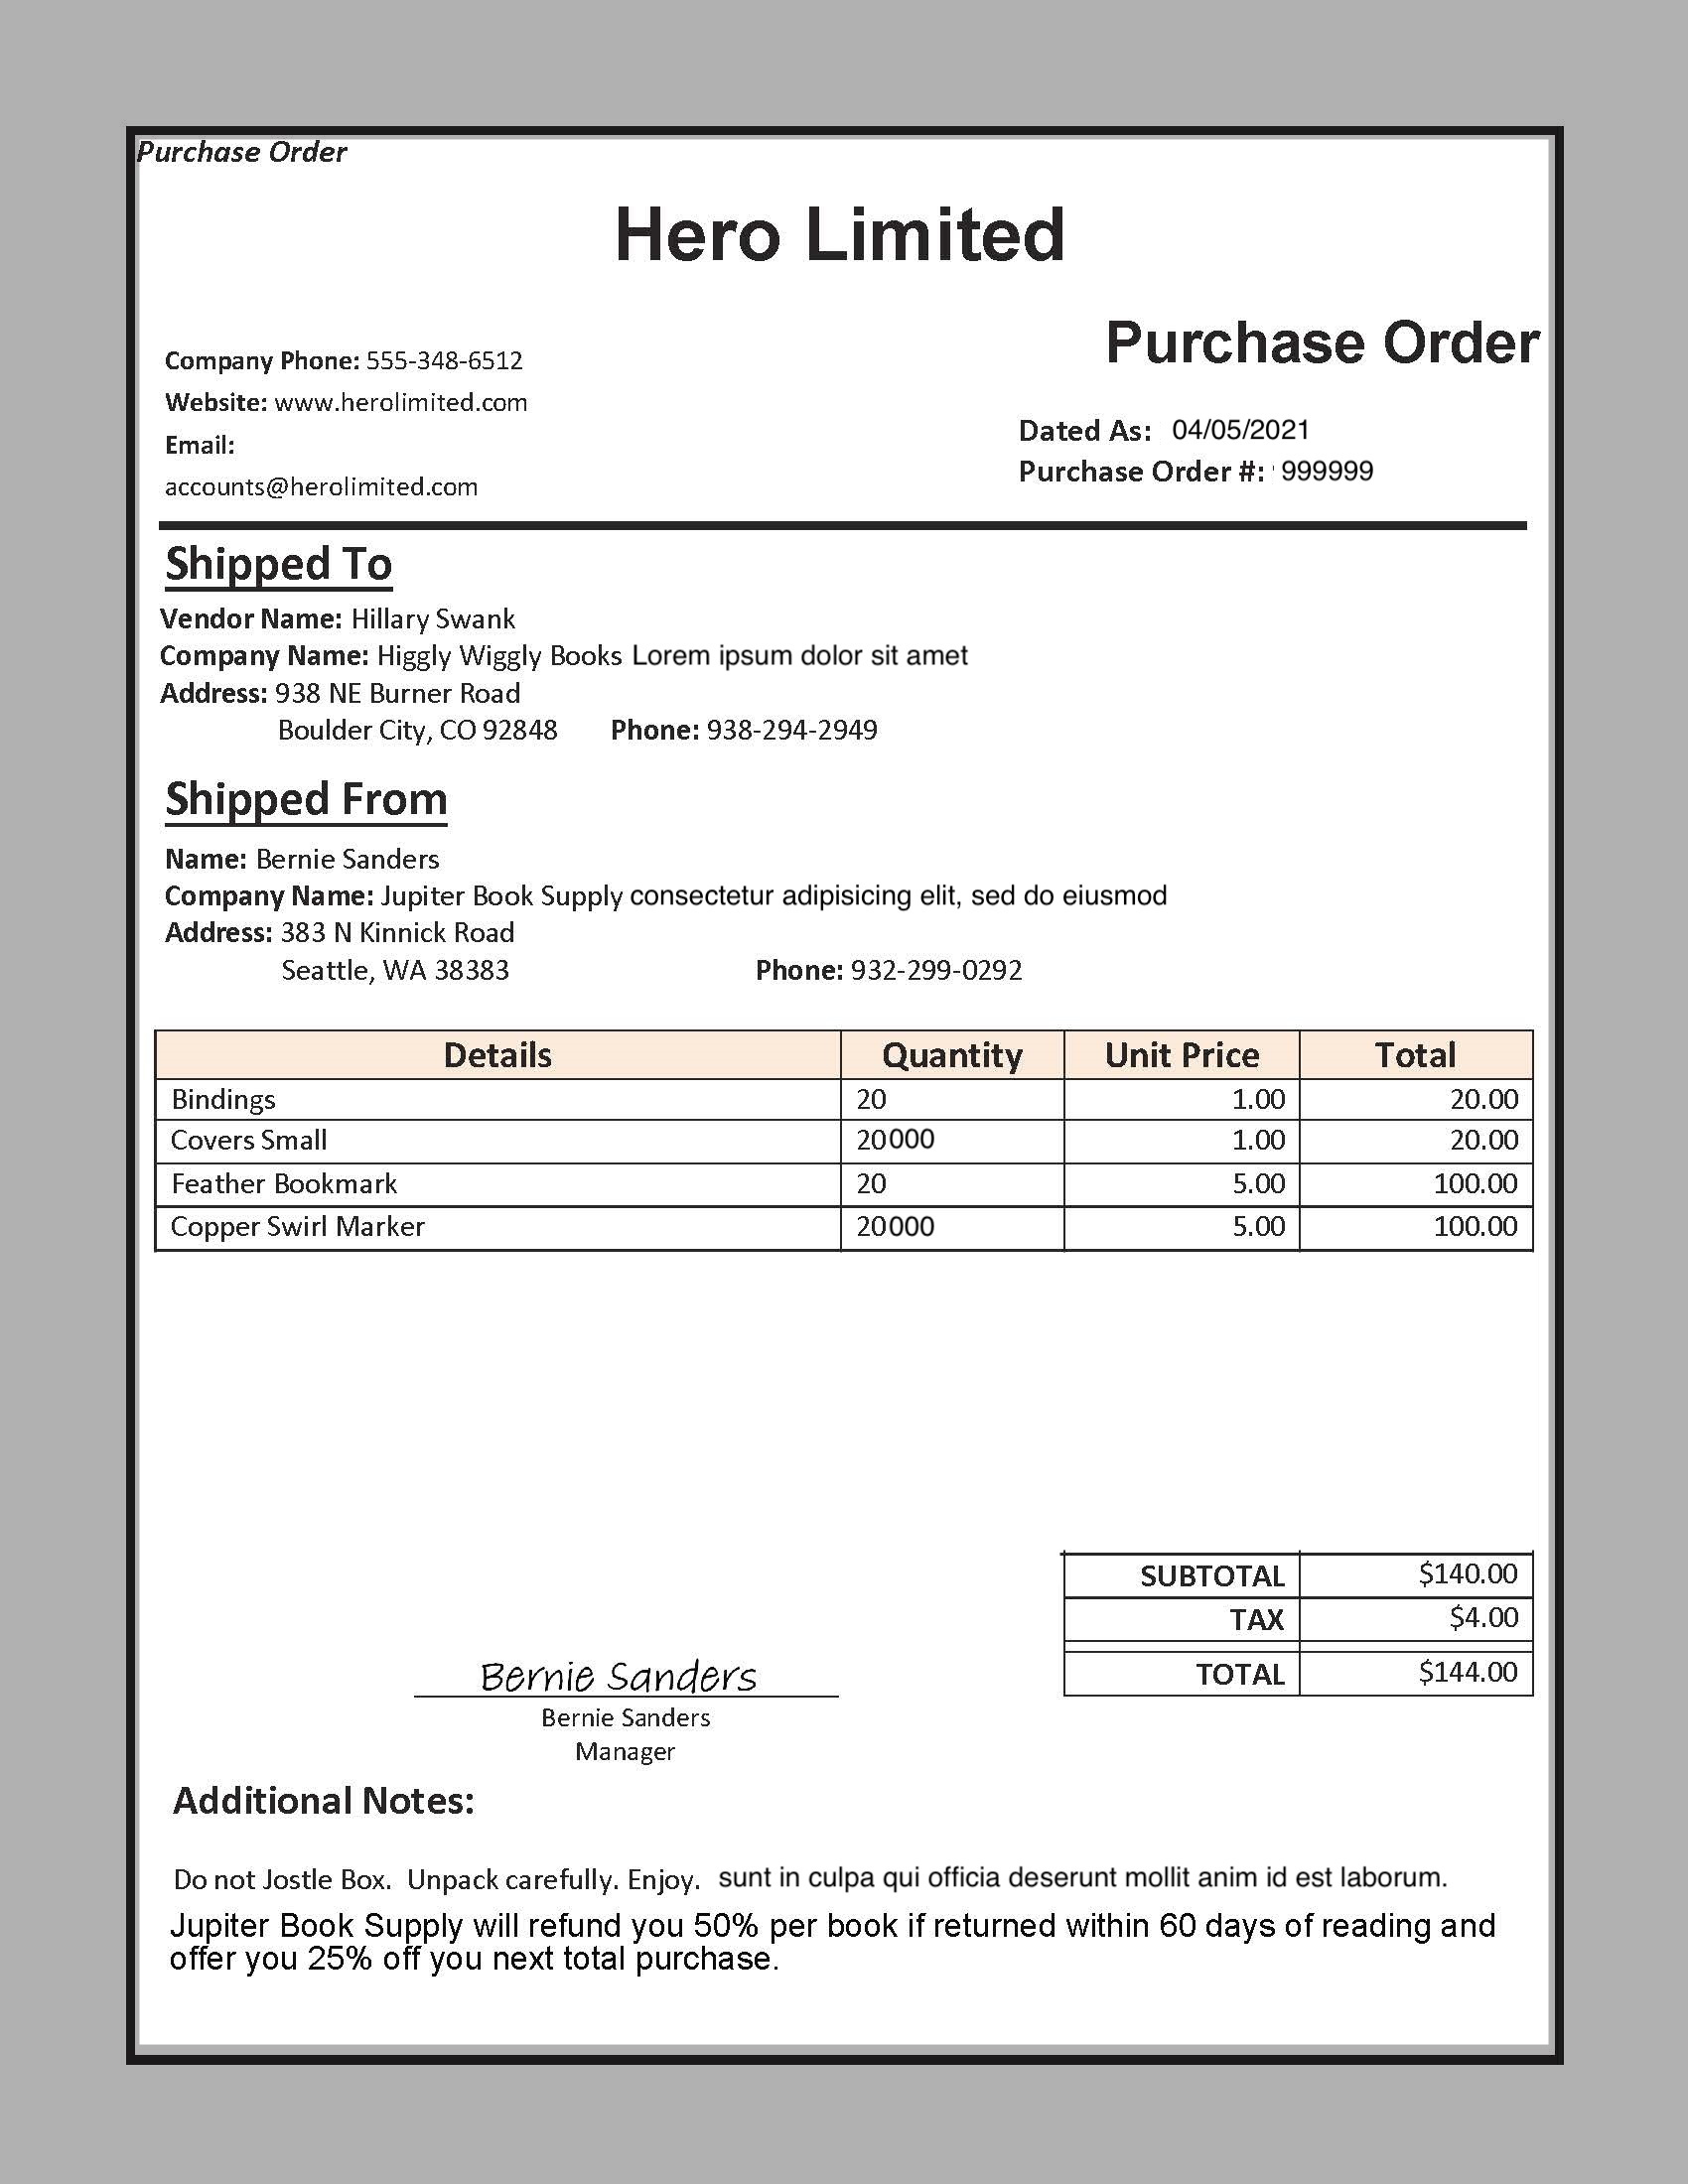 Purchase Order
Hero Limited
Purchase Order
Company Phone: 555-348-6512
Website: www.herolimited.com
Email:
accounts@herolimited.com
Dated As: 04/05/2021
Purchase Order #: 999999
Shipped To
Vendor Name: Hillary Swank
Company Name: Higgly Wiggly Books Lorem ipsum dolor sit amet
Address: 938 NE Burner Road
Boulder City, CO 92848 Phone: 938-294-2949
Shipped From
Name: Bernie Sanders
Company Name: Jupiter Book Supply consectetur adipisicing elit, sed do eiusmod
Address: 383 N Kinnick Road
Seattle, WA 38383 Phone: 932-299-0292
Details Quantity Unit Price Total
Bindings 20 1.00 20.00
Covers Small 20000 1.00 20.00
Feather Bookmark 20 5.00 100.00
Copper Swirl Marker 20000 5.00 100.00
SUBTOTAL $140.00
TAX $4.00
TOTAL $144.00
Bernie Sanders
Bernie Sanders
Manager
Additional Notes:
Do not Jostle Box. Unpack carefully. Enjoy. sunt in culpa qui officia deserunt mollit anim id est laborum.
Jupiter Book Supply will refund you 50% per book if returned within 60 days of reading and
offer you 25% off you next total purchase.